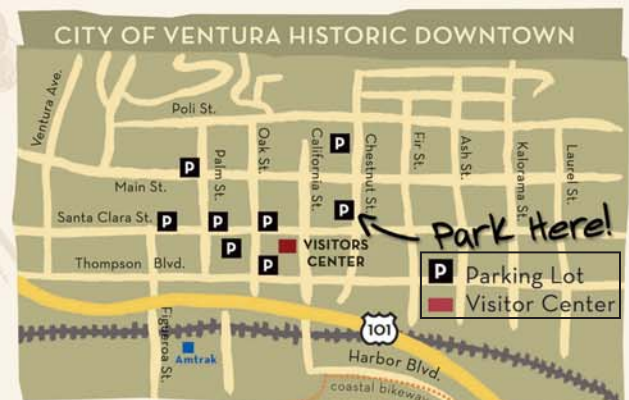 CITY OF VENTURA HISTORIC DOWNTOWN
Ventura Ave.
Poli St.
Palm St.
Oak St.
California St.
Chestnut St.
Fir St.
Ash St.
Kalorama St.
Laurel St.
P
P
Main St.
P
Park Here!
Santa Clara St.
P
P
P
P
VISITORS
CENTER
Thompson Blvd.
P
P Parking Lot
Visitor Center
Figueroa St.
101
Amtrak
Harbor Blvd.
coastal bikeway